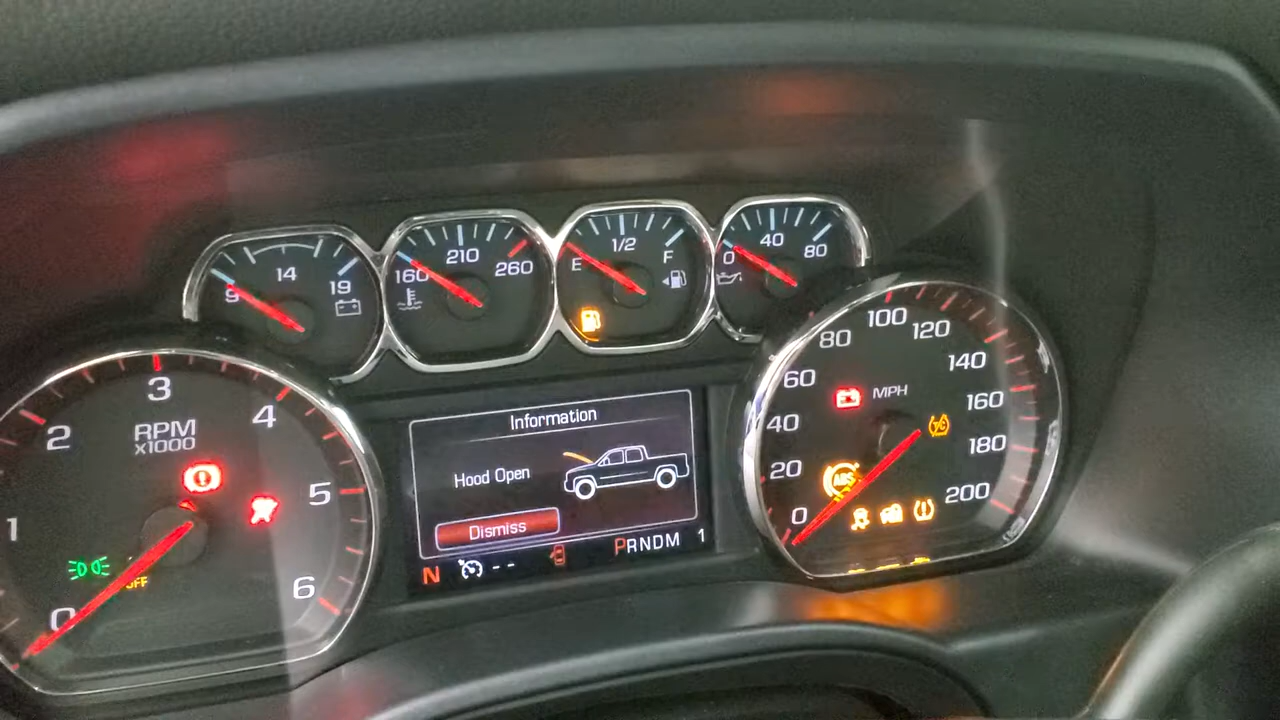 14
9 19
210
160 260
1/2
E F
40
0 80
0 1 2 3 4 5 6
RPM
x1000
OFF
Information
Hood Open
Dismiss
N -- PRNDM 1
0 20 40 60 80 100 120 140 160 180 200
MPH
T/C
ABS